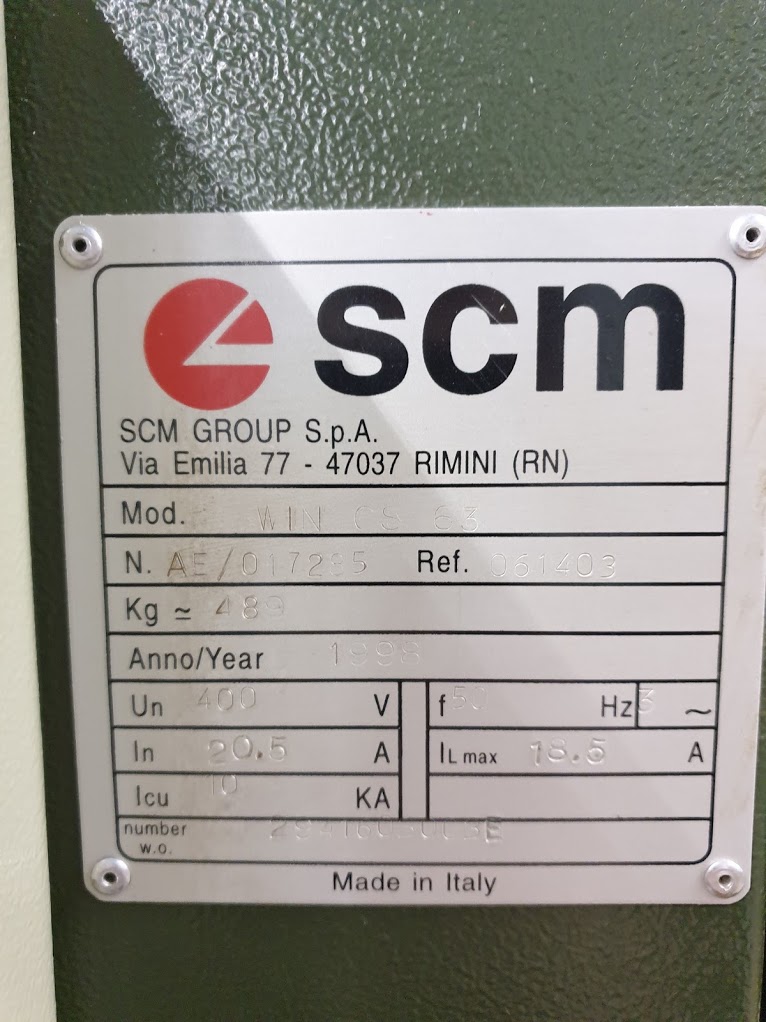 scm
SCM GROUP S.p.A.
Via Emilia 77 - 47037 RIMINI (RN)
Mod. WIN CS 63
N. Ref. 061403
Kg ≃ 489
Anno/Year 1998
Un 400 V f 50 Hz 3 ~
In 20.5 A IL max 18.5 A
Icu 10 KA
number
w.o.
Made in Italy